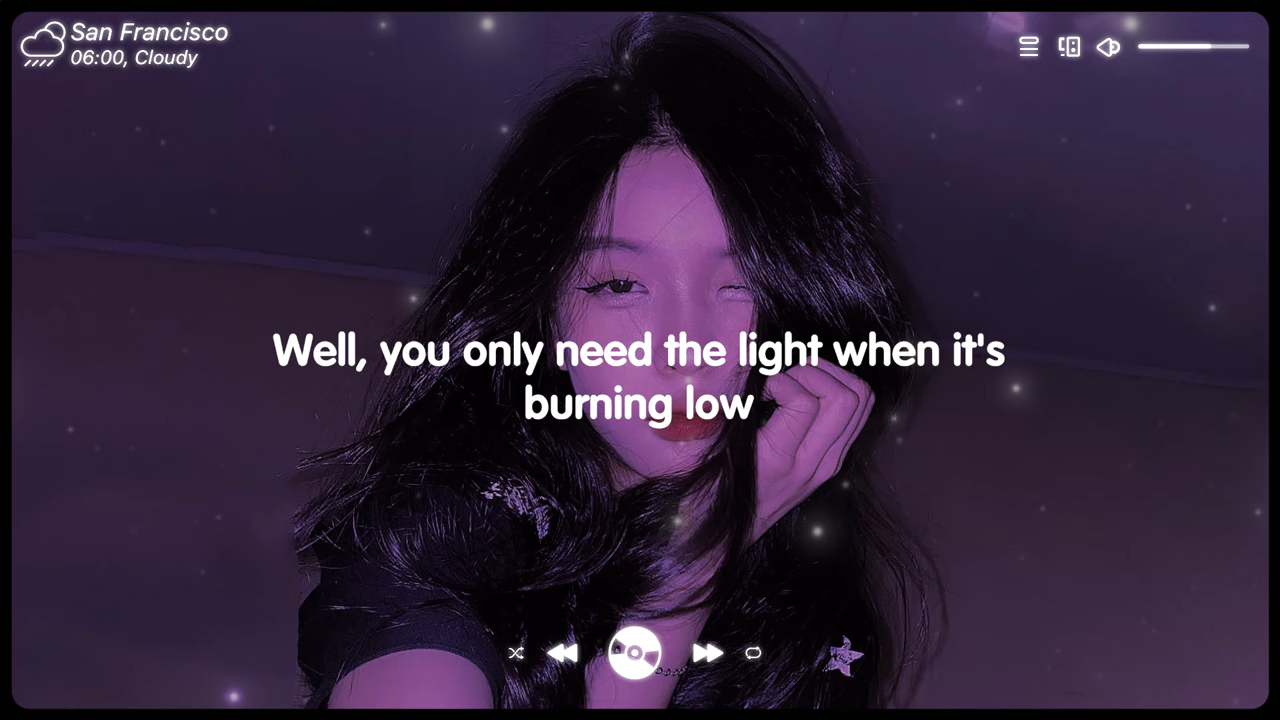 San Francisco
06:00, Cloudy
Well, you only need the light when it's
burning low